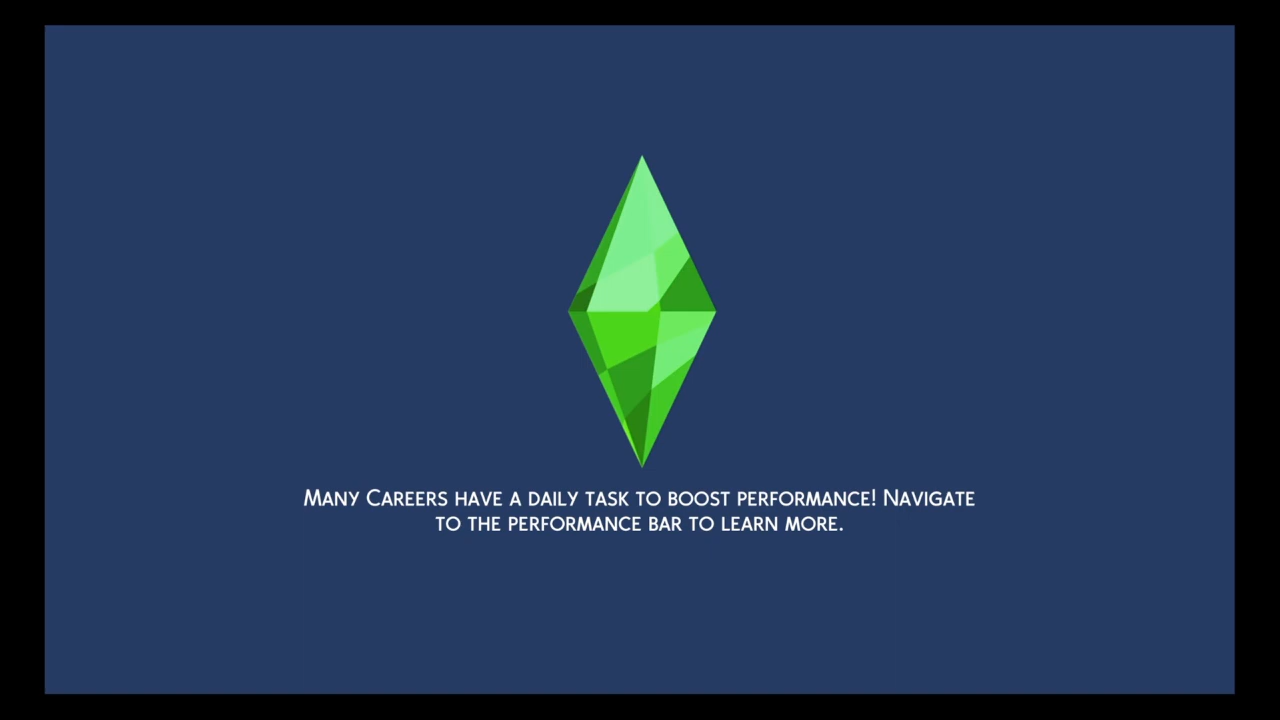 Many Careers have a daily task to boost performance! Navigate
to the performance bar to learn more.